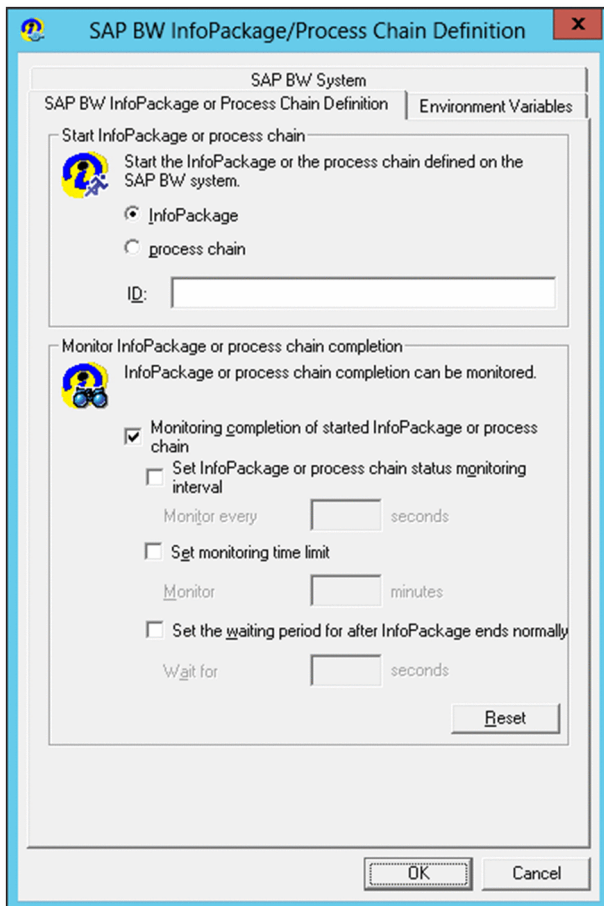 SAP BW InfoPackage/Process Chain Definition
x
SAP BW System
SAP BW InfoPackage or Process Chain Definition
Environment Variables
Start InfoPackage or process chain
Start the InfoPackage or the process chain defined on the
SAP BW system.
InfoPackage
process chain
ID:
Monitor InfoPackage or process chain completion
InfoPackage or process chain completion can be monitored.
Monitoring completion of started InfoPackage or process
chain
Set InfoPackage or process chain status monitoring
interval
Monitor every seconds
Set monitoring time limit
Monitor minutes
Set the waiting period for after InfoPackage ends normally
Wait for seconds
Reset
OK Cancel